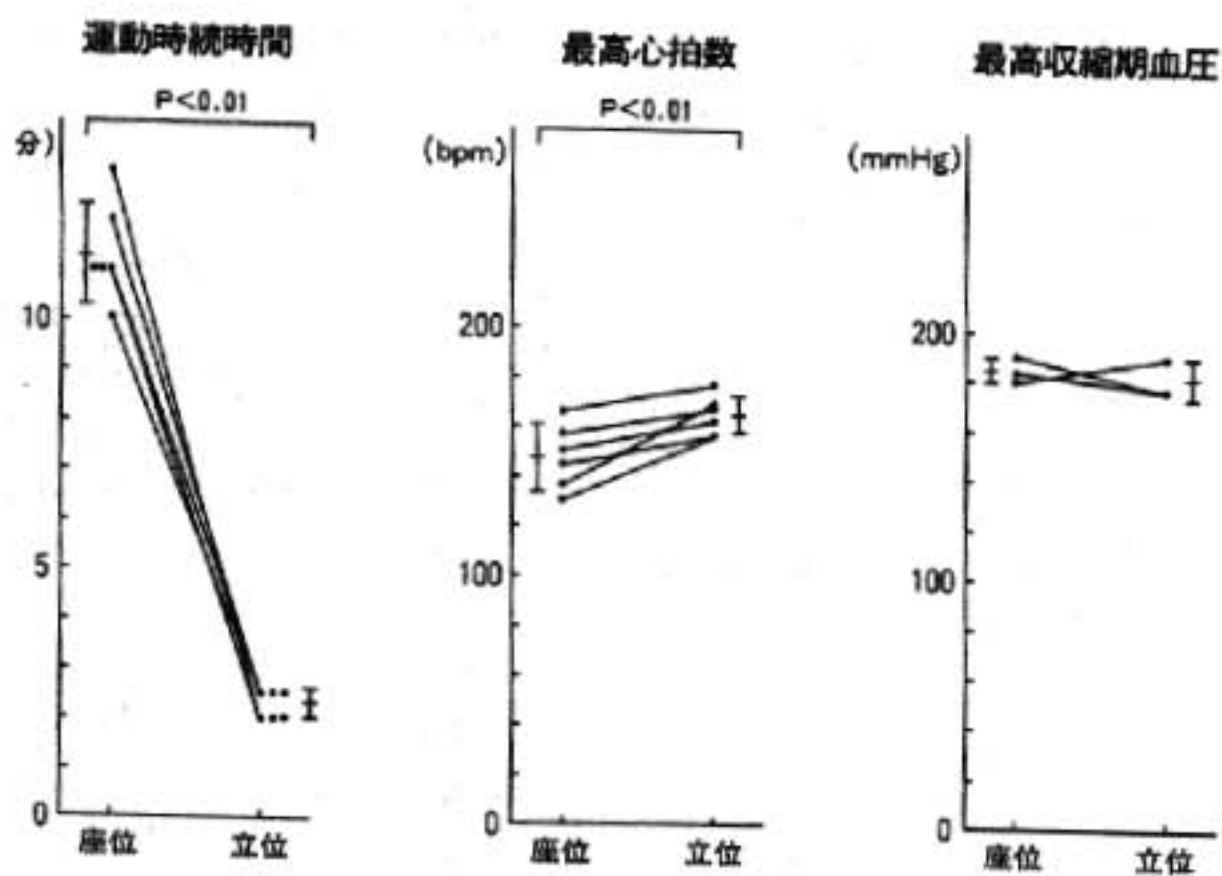 運動時続時間
P<0.01
分)
10
5
0
座位
立位
最高心拍数
P<0.01
(bpm)
200
100
0
座位
立位
最高収縮期血圧
(mmHg)
200
100
0
座位
立位